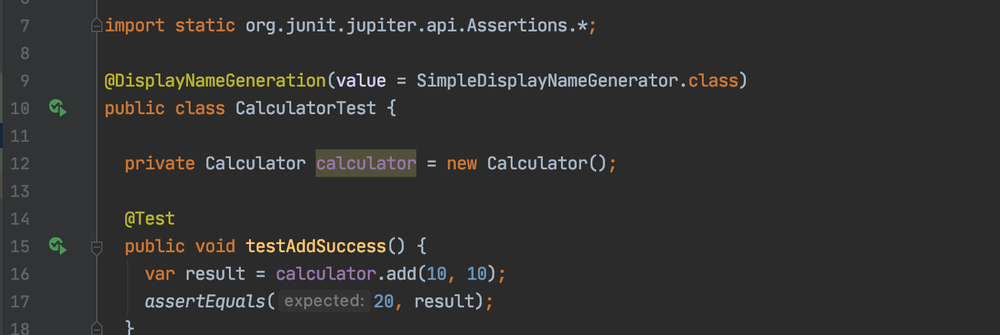 7 import static org.junit.jupiter.api.Assertions.*;
8
9 @DisplayNameGeneration(value = SimpleDisplayNameGenerator.class)
10 public class CalculatorTest {
11
12 private Calculator calculator = new Calculator();
13
14 @Test
15 public void testAddSuccess() {
16 var result = calculator.add(10, 10);
17 assertEquals( expected: 20, result);
18 }